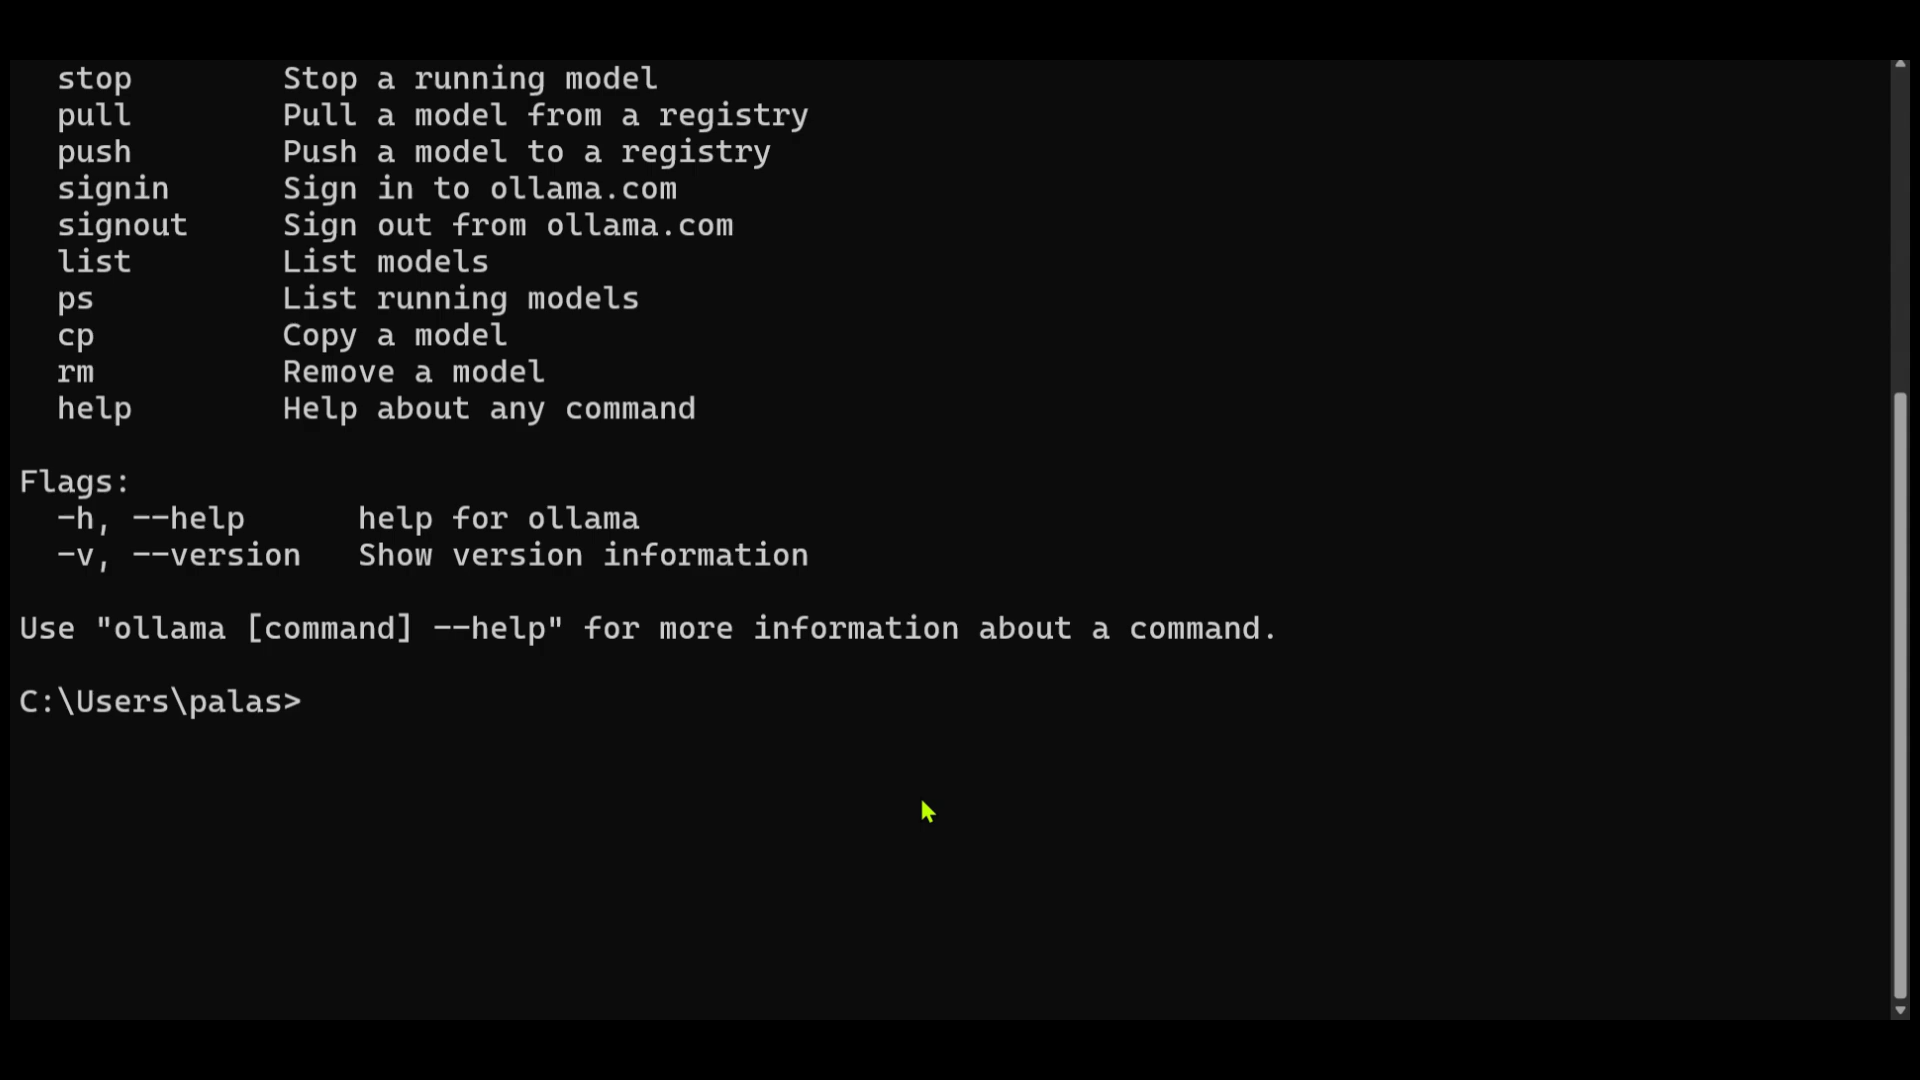 stop        Stop a running model
pull        Pull a model from a registry
push        Push a model to a registry
signin      Sign in to ollama.com
signout     Sign out from ollama.com
list        List models
ps          List running models
cp          Copy a model
rm          Remove a model
help        Help about any command
Flags:
-h, --help      help for ollama
-v, --version   Show version information
Use "ollama [command] --help" for more information about a command.
C:\Users\palas>